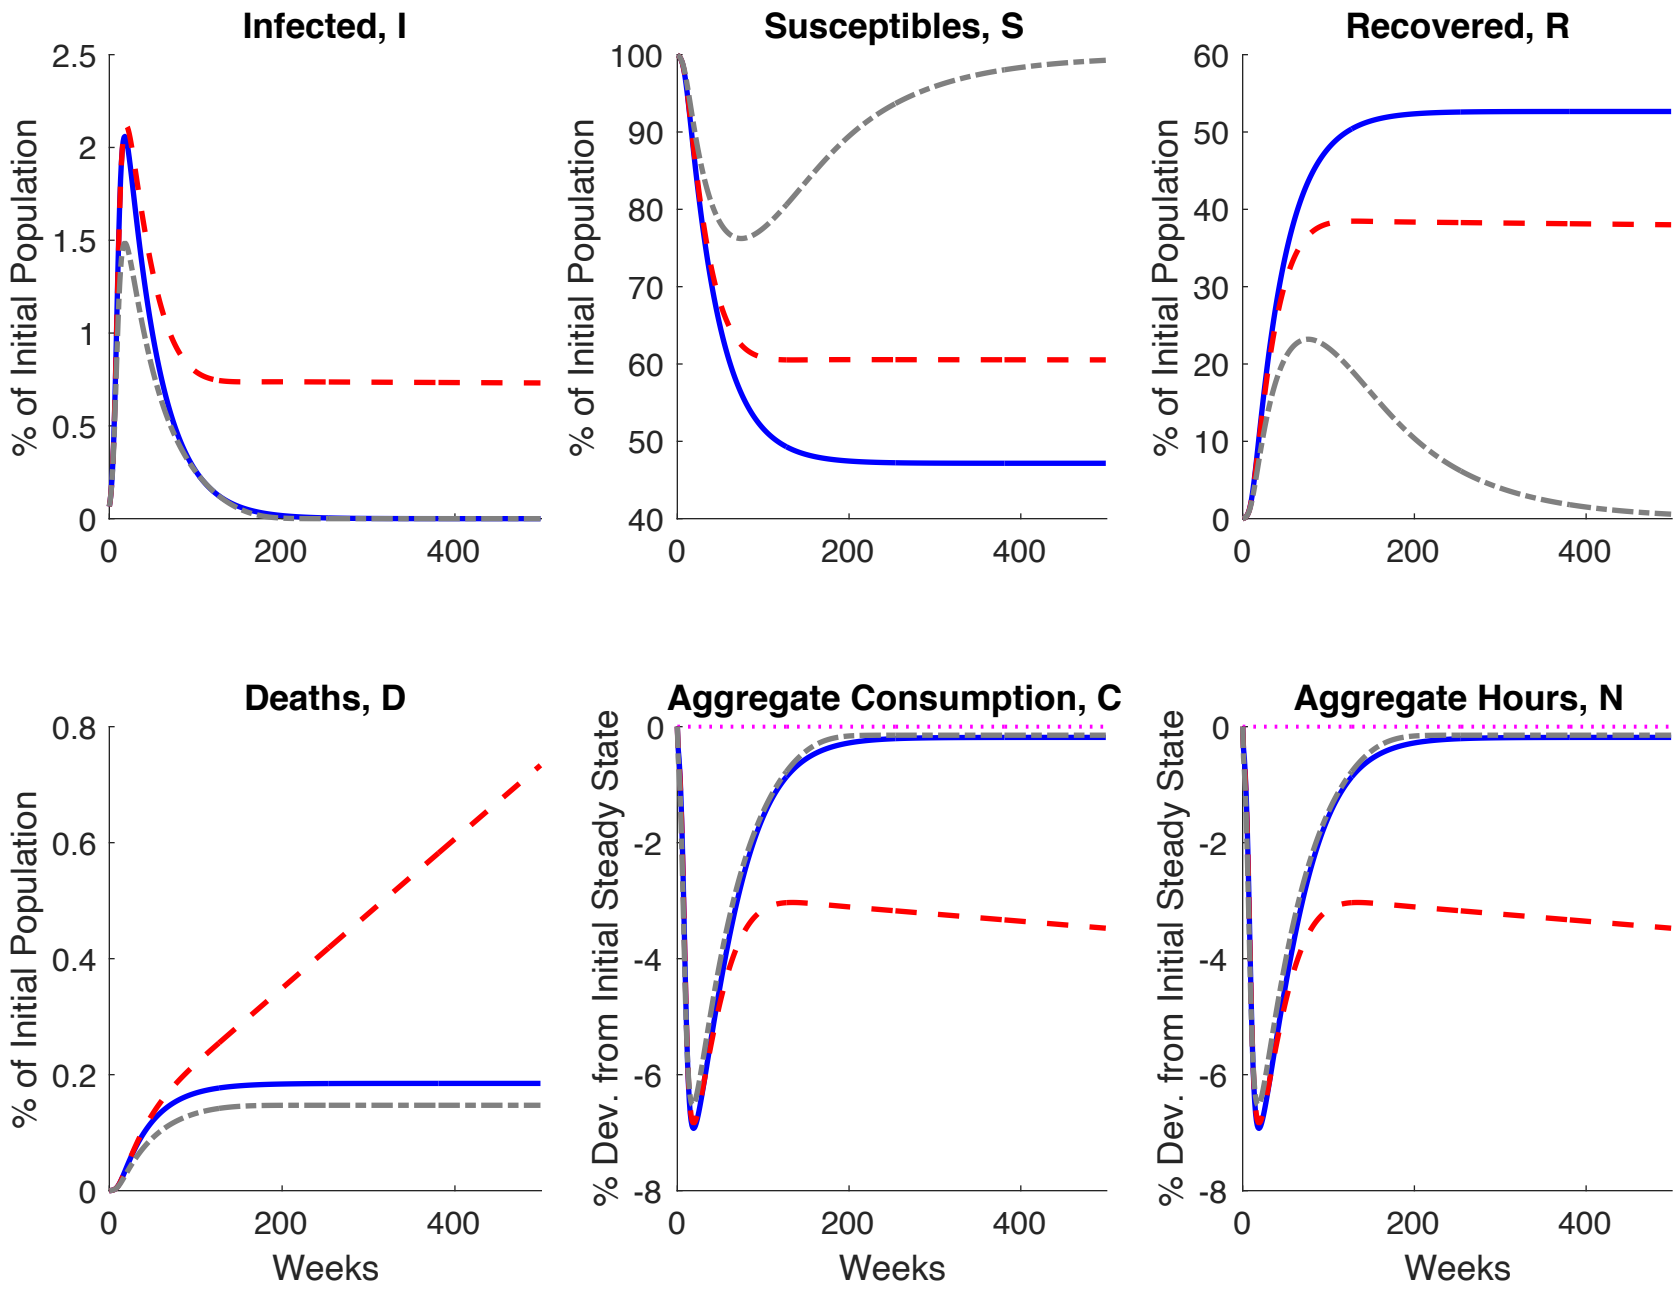 Infected, I
% of Initial Population
2.5
2
1.5
1
0.5
0
0 200 400
Susceptibles, S
% of Initial Population
100
90
80
70
60
50
40
0 200 400
Recovered, R
% of Initial Population
60
50
40
30
20
10
0
0 200 400
Deaths, D
% of Initial Population
0.8
0.6
0.4
0.2
0
0 200 400
Weeks
Aggregate Consumption, C
% Dev. from Initial Steady State
0
-2
-4
-6
-8
0 200 400
Weeks
Aggregate Hours, N
% Dev. from Initial Steady State
0
-2
-4
-6
-8
0 200 400
Weeks